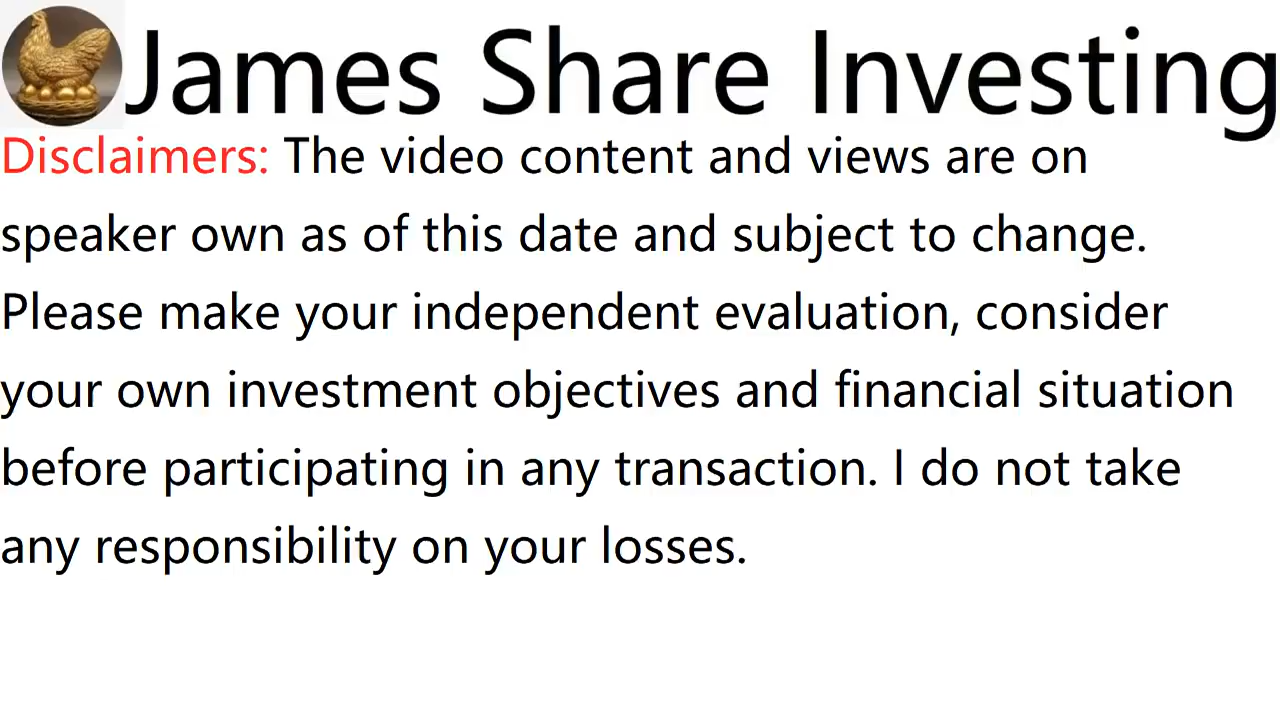 James Share Investing
Disclaimers: The video content and views are on
speaker own as of this date and subject to change.
Please make your independent evaluation, consider
your own investment objectives and financial situation
before participating in any transaction. I do not take
any responsibility on your losses.